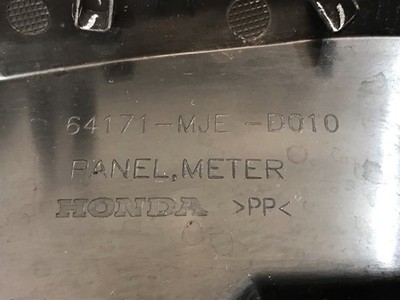 64171-MJE -D010
PANEL,METER
HONDA >PP<